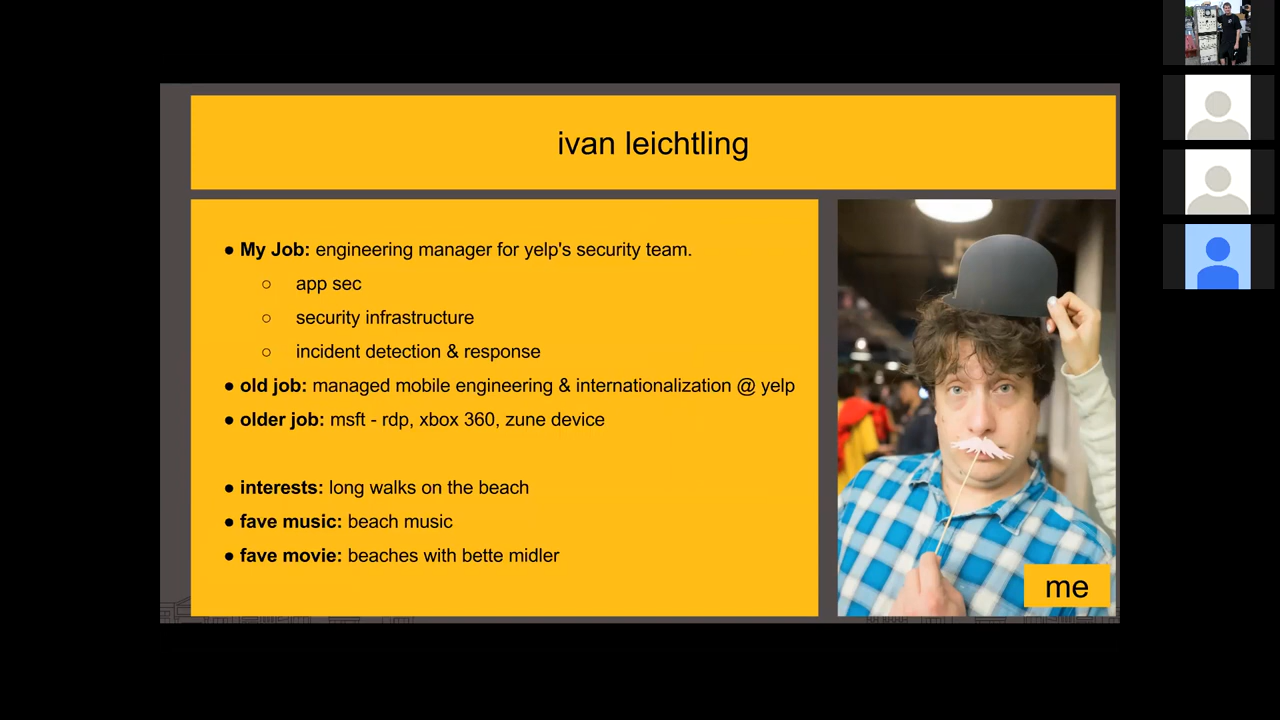 ivan leichtling
● My Job: engineering manager for yelp's security team.
○ app sec
○ security infrastructure
○ incident detection & response
● old job: managed mobile engineering & internationalization @ yelp
● older job: msft - rdp, xbox 360, zune device
● interests: long walks on the beach
● fave music: beach music
● fave movie: beaches with bette midler
me